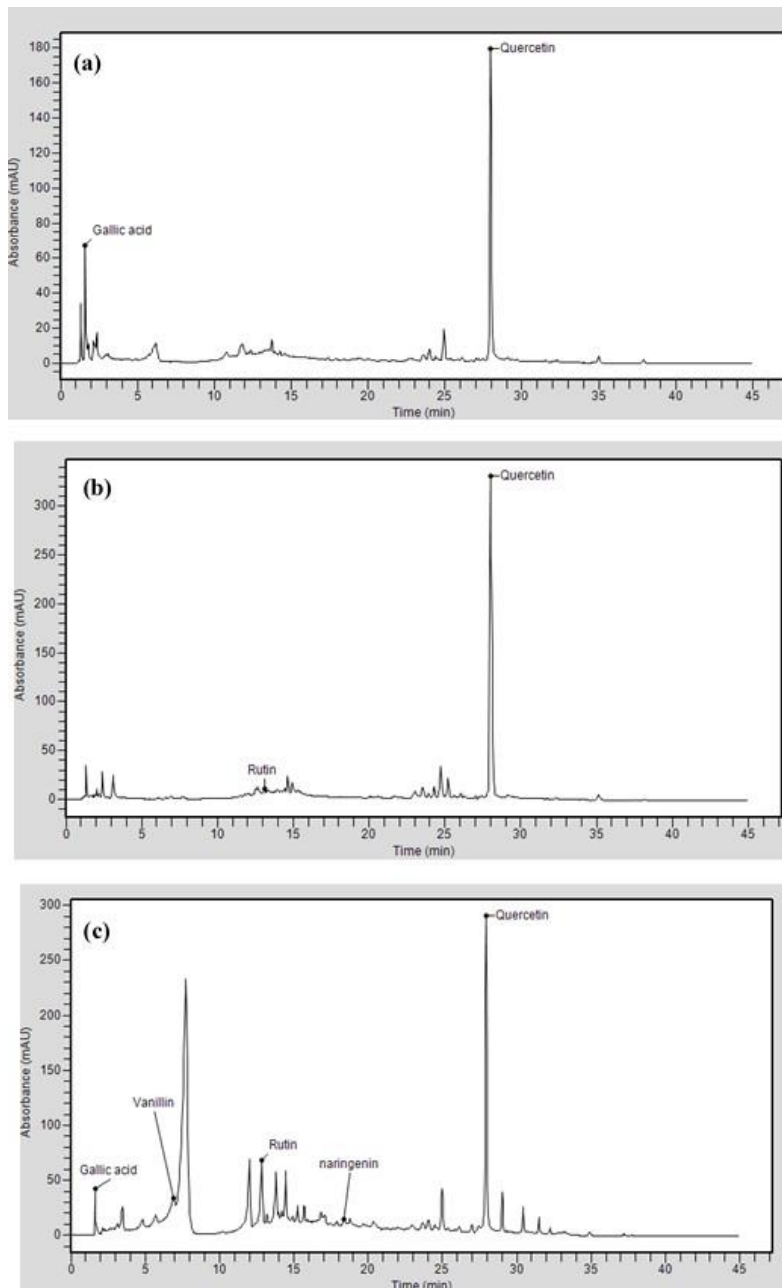 (a)
Quercetin
Gallic acid
Absorbance (mAU)
180
160
140
120
100
80
60
40
20
0
0 5 10 15 20 25 30 35 40 45
Time (min)
(b)
Quercetin
Rutin
Absorbance (mAU)
300
250
200
150
100
50
0
0 5 10 15 20 25 30 35 40 45
Time (min)
(c)
Quercetin
Vanillin
Rutin
naringenin
Gallic acid
Absorbance (mAU)
300
250
200
150
100
50
0
0 5 10 15 20 25 30 35 40 45
Time (min)